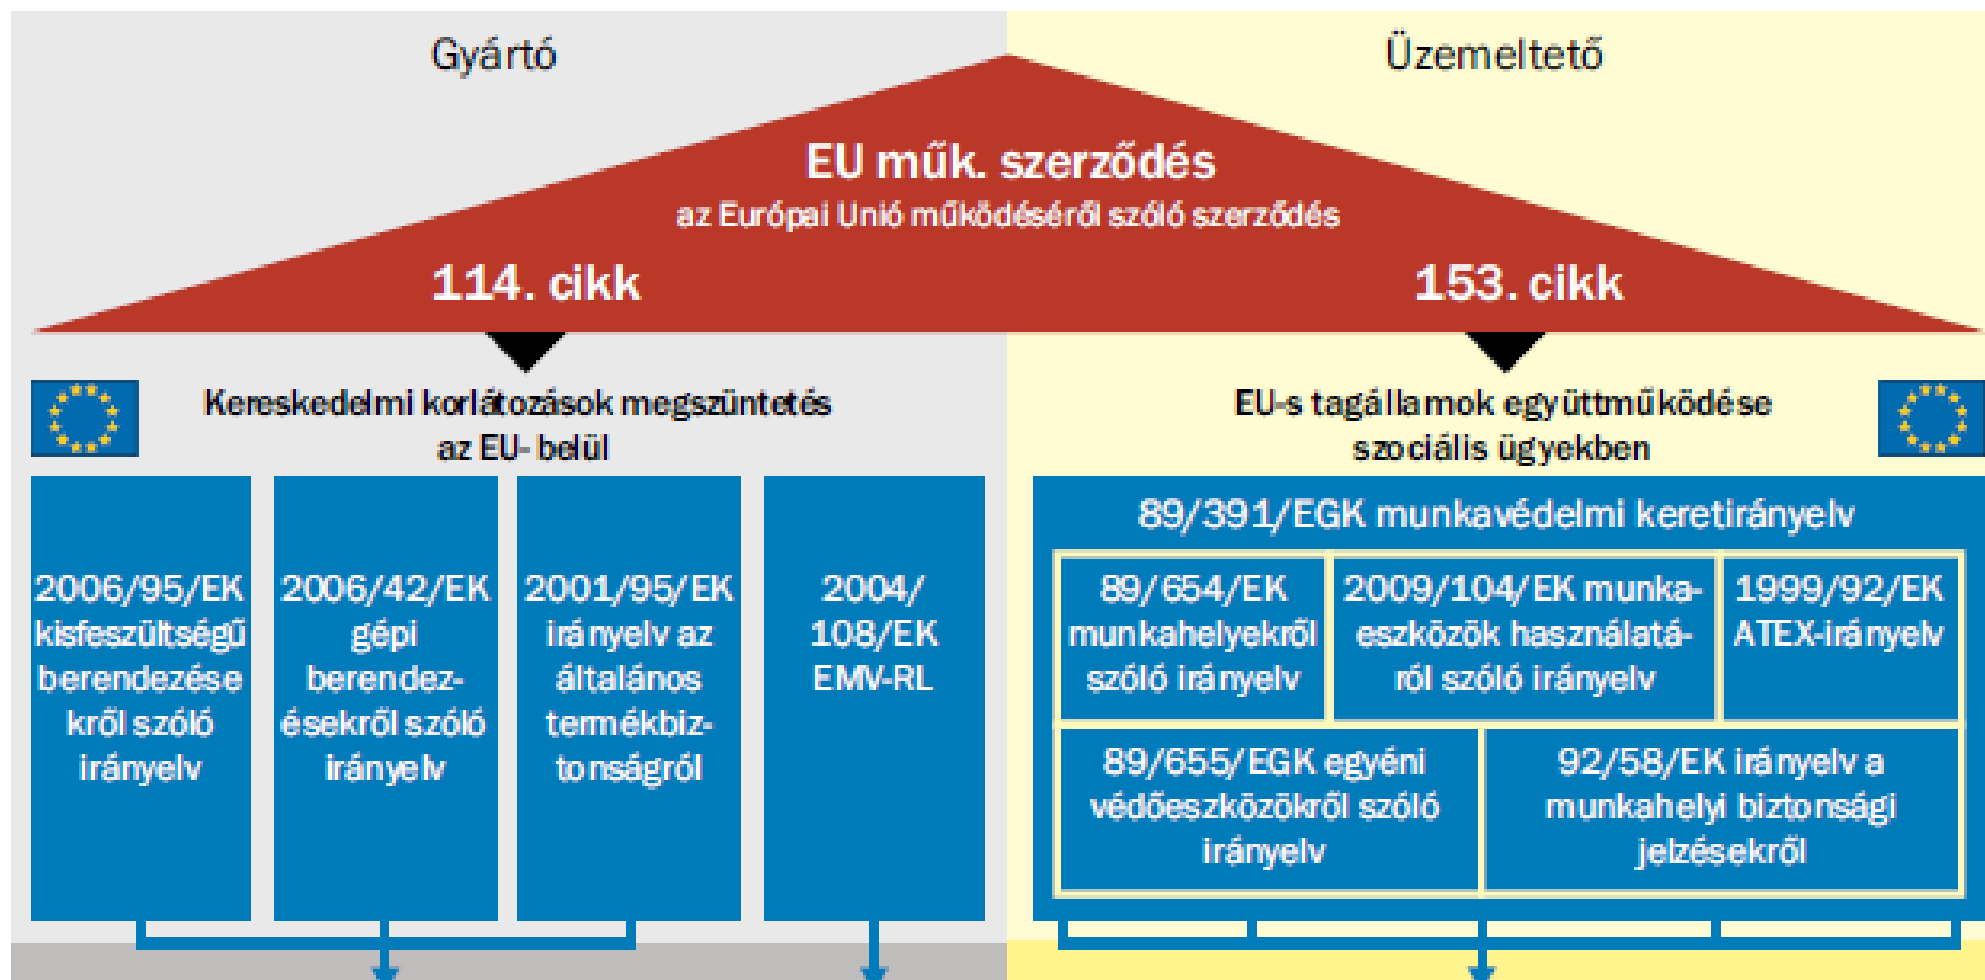 Gyártó
Üzemeltető
EU műk. szerződés
az Európai Unió működéséről szóló szerződés
114. cikk
153. cikk
Kereskedelmi korlátozások megszüntetés
az EU- belül
EU-s tagállamok együttműködése
szociális ügyekben
2006/95/EK
kisfeszültségű
berendezése
kről szóló
irányelv
2006/42/EK
gépi
berendez-
ésekről szóló
irányelv
2001/95/EK
irányelv az
általános
termékbiz-
tonságról
2004/
108/EK
EMV-RL
89/391/EGK munkavédelmi keretirányelv
89/654/EK
munkahelyekről
szóló irányelv
2009/104/EK munka-
eszközök használatá-
ról szóló irányelv
1999/92/EK
ATEX-irányelv
89/655/EGK egyéni
védőeszközökről szóló
irányelv
92/58/EK irányelv a
munkahelyi biztonsági
jelzésekről